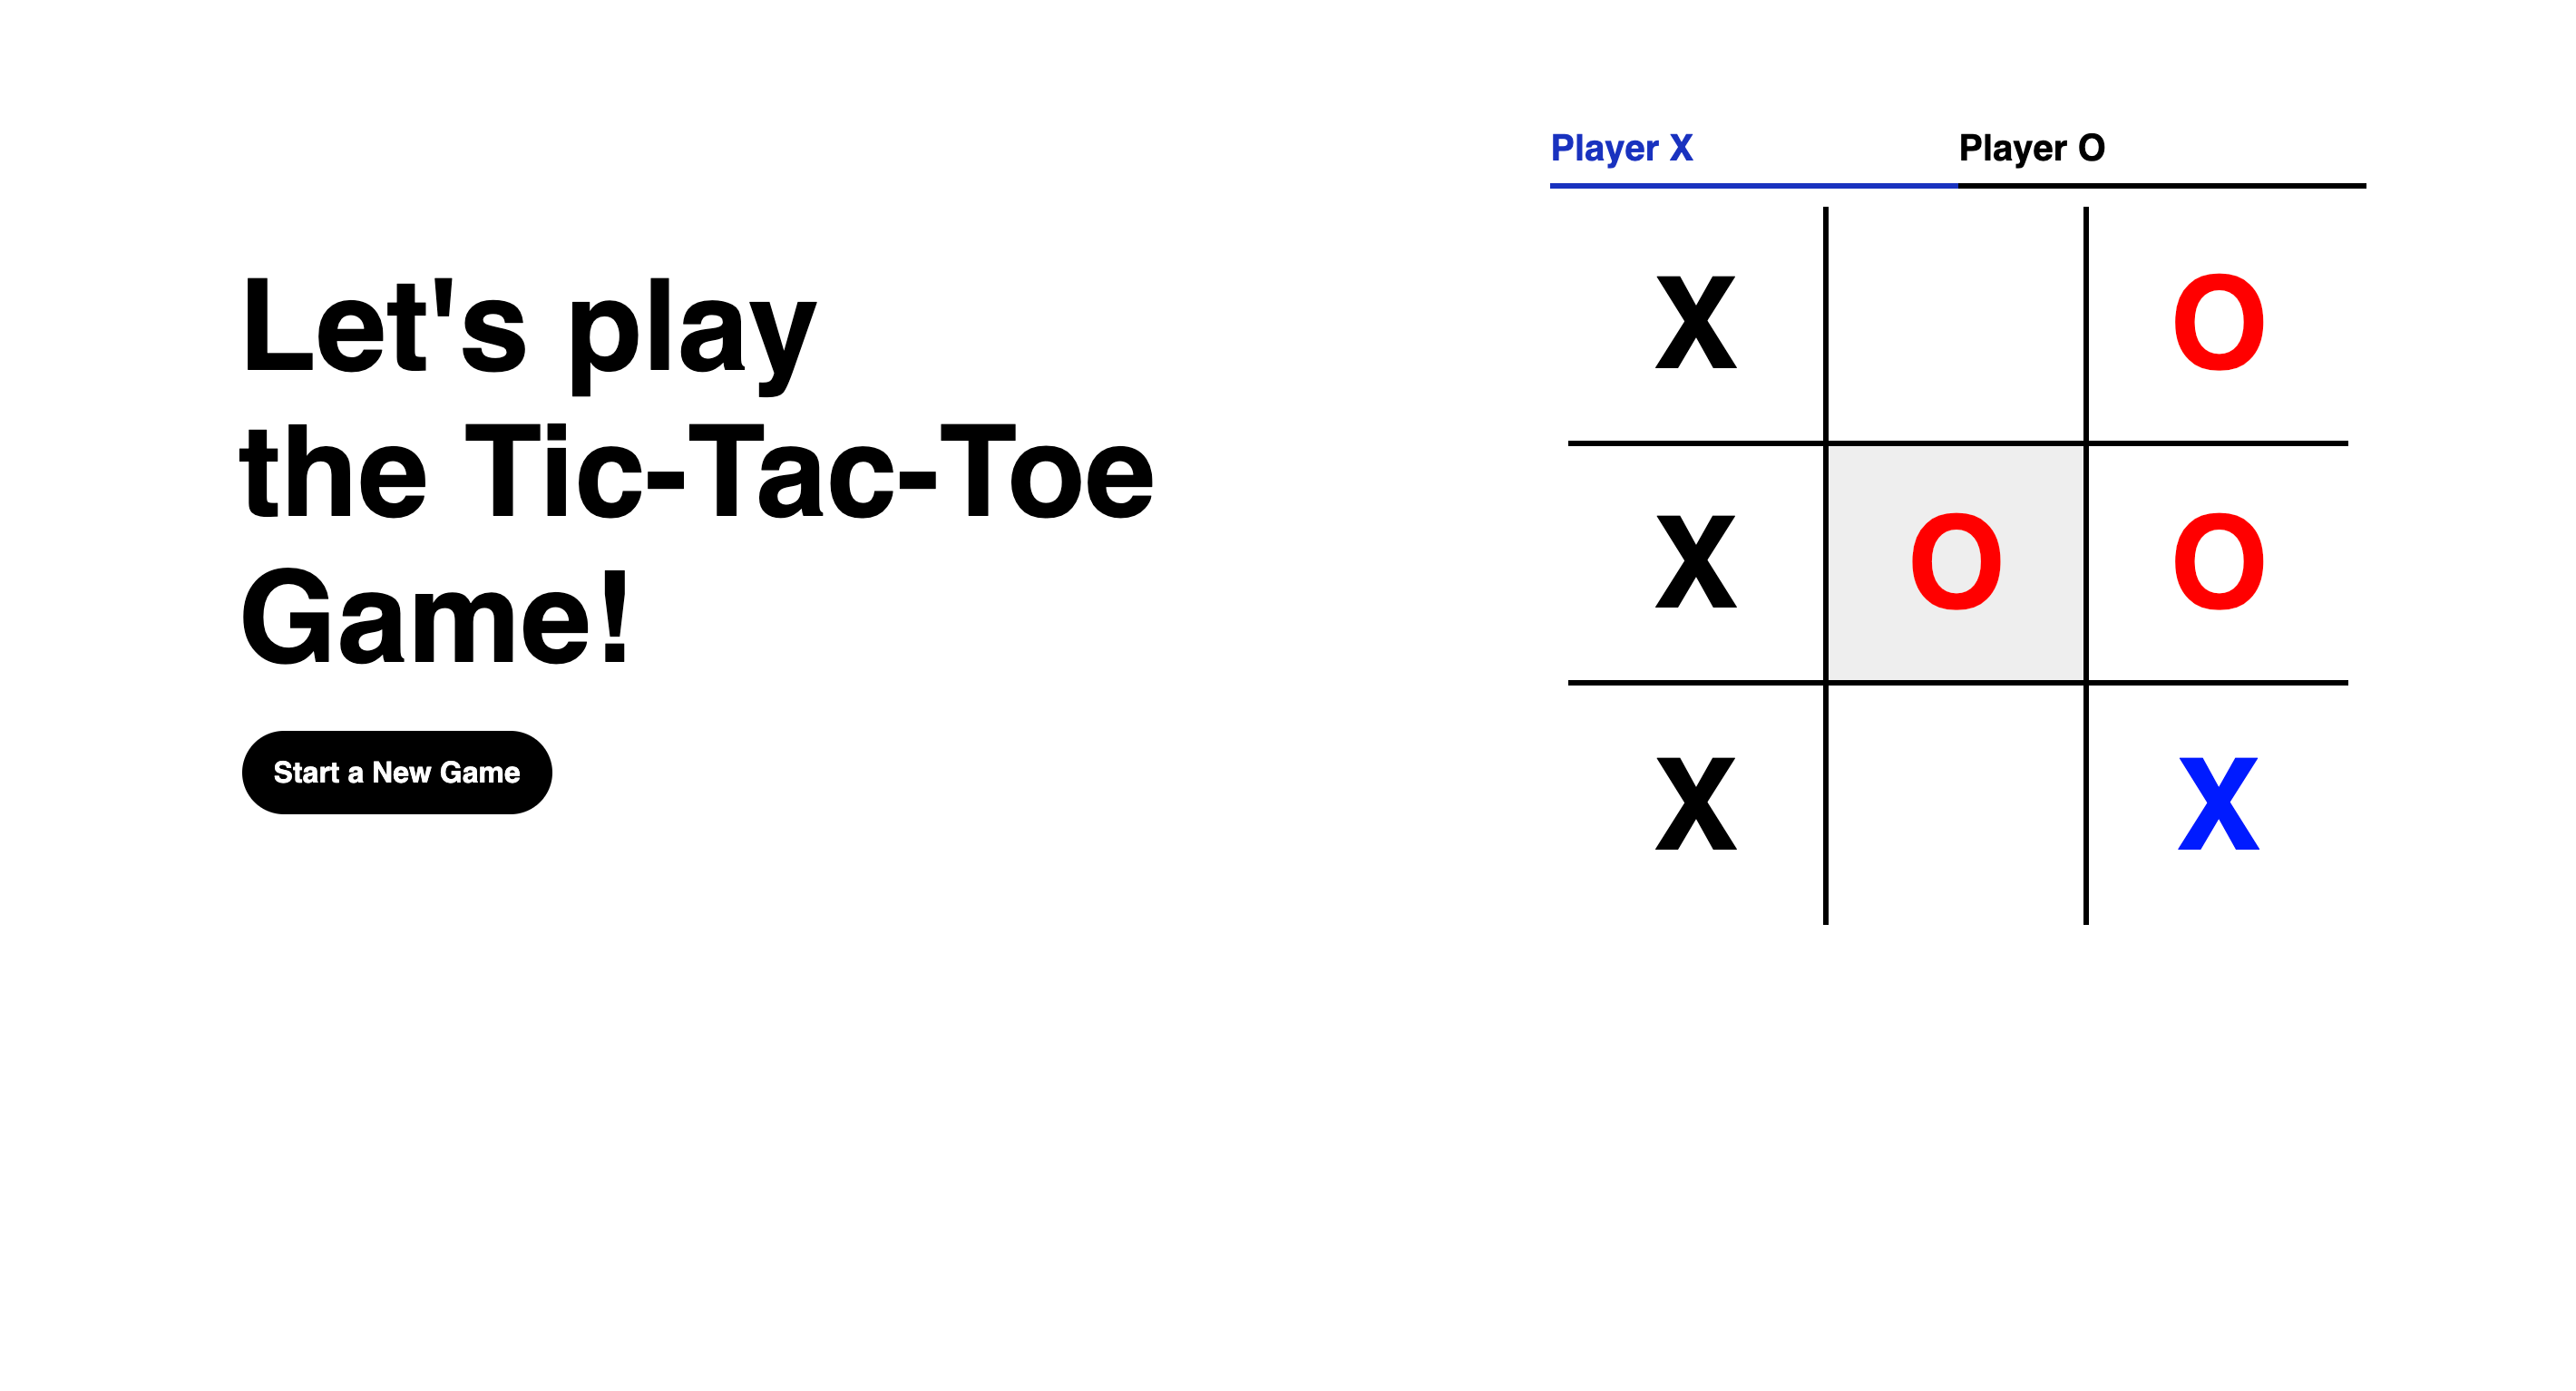 Let's play
the Tic-Tac-Toe
Game!
Start a New Game
Player X Player O
X O
X O O
X X